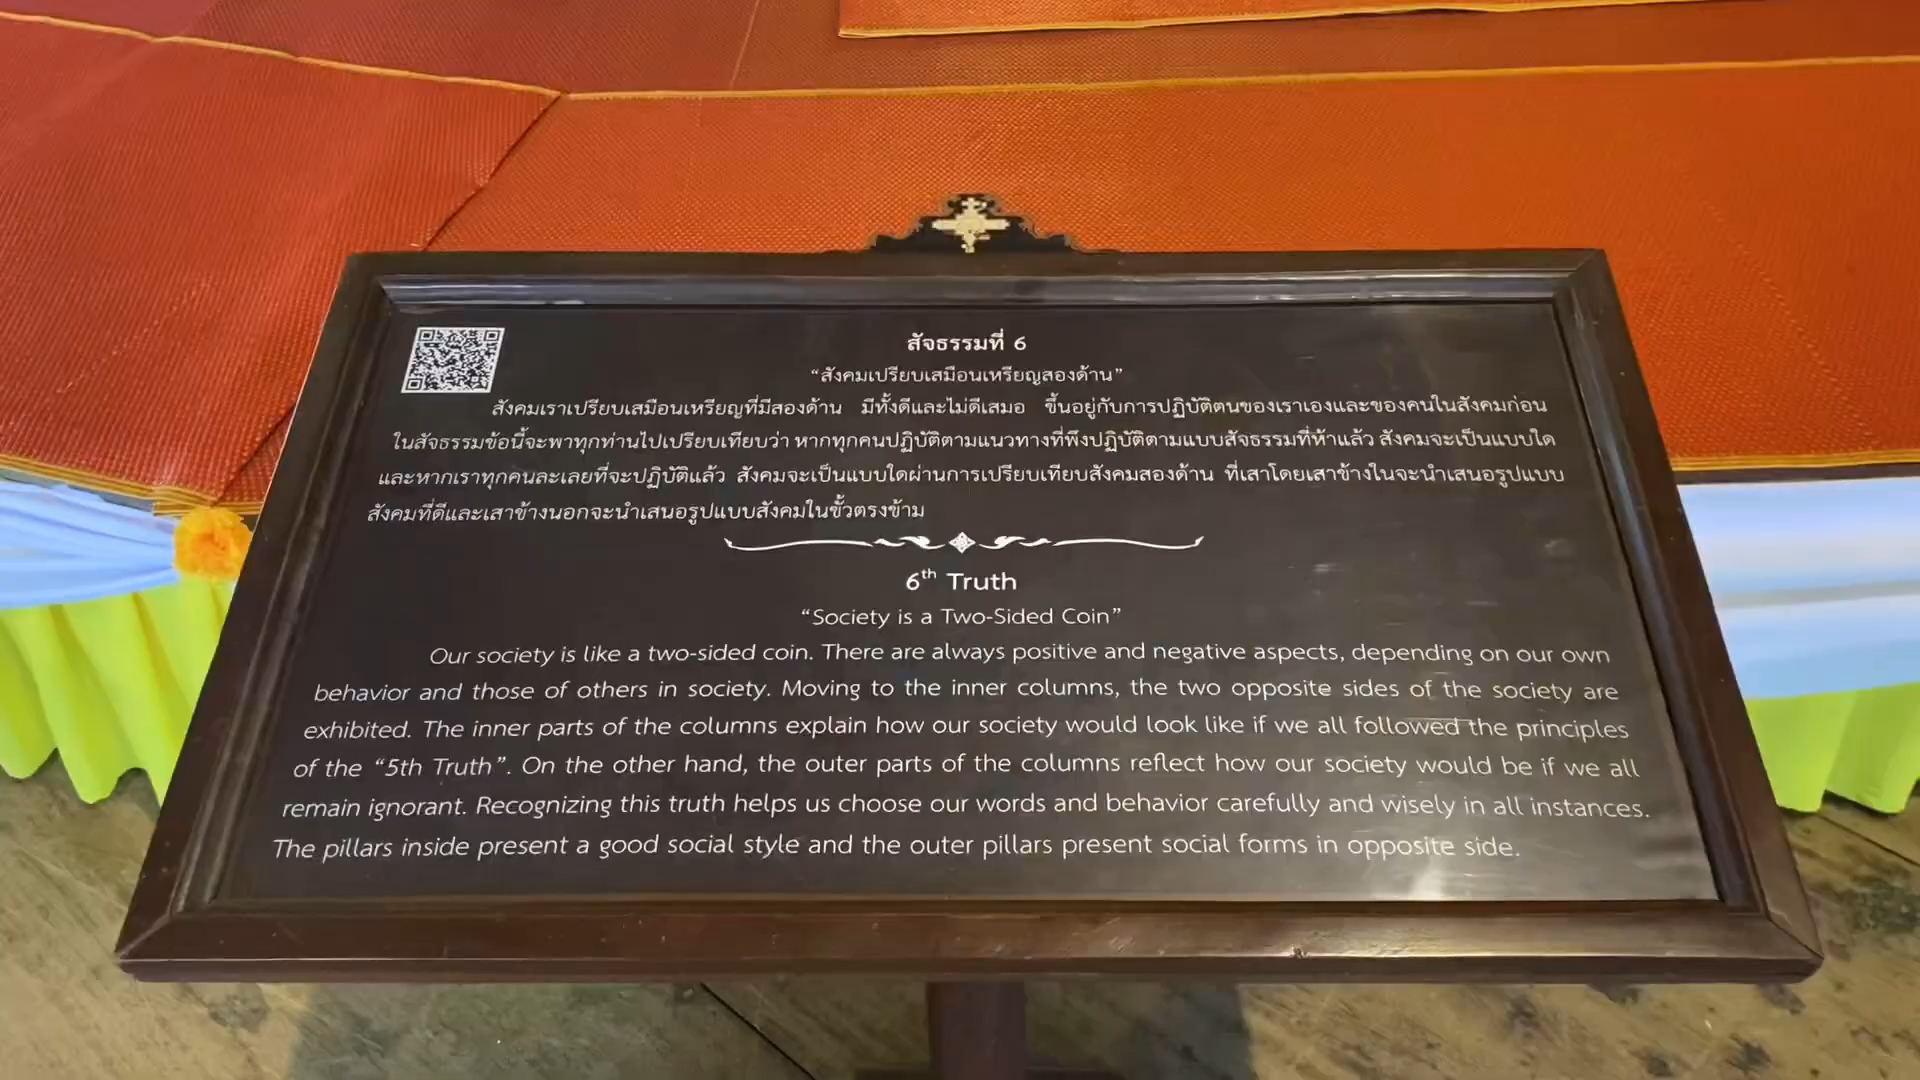 สัจธรรมที่ 6
“สังคมเปรียบเสมือนเหรียญสองด้าน”
สังคมเราเปรียบเสมือนเหรียญที่มีสองด้าน มีทั้งดีและไม่ดีเสมอ ขึ้นอยู่กับการปฏิบัติตนของเราเองและของคนในสังคมก่อน
ในสัจธรรมข้อนี้จะพาทุกท่านไปเปรียบเทียบว่า หากทุกคนปฏิบัติตามแนวทางที่พึงปฏิบัติตามแบบสัจธรรมที่ห้าแล้ว สังคมจะเป็นแบบใด
และหากเราทุกคนละเลยที่จะปฏิบัติแล้ว สังคมจะเป็นแบบใดผ่านการเปรียบเทียบสังคมสองด้าน ที่เสาโดยเสาข้างในจะนำเสนอรูปแบบ
สังคมที่ดีและเสาข้างนอกจะนำเสนอรูปแบบสังคมในขั้วตรงข้าม
6th Truth
“Society is a Two-Sided Coin”
Our society is like a two-sided coin. There are always positive and negative aspects, depending on our own
behavior and those of others in society. Moving to the inner columns, the two opposite sides of the society are
exhibited. The inner parts of the columns explain how our society would look like if we all followed the principles
of the “5th Truth”. On the other hand, the outer parts of the columns reflect how our society would be if we all
remain ignorant. Recognizing this truth helps us choose our words and behavior carefully and wisely in all instances.
The pillars inside present a good social style and the outer pillars present social forms in opposite side.